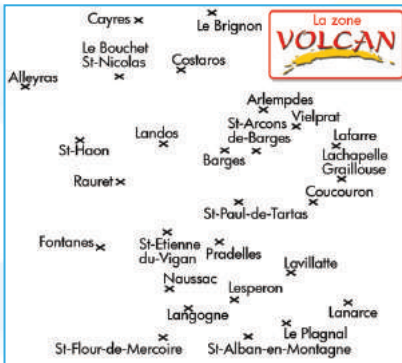 La zone
VOLCAN
Cayres
Le Brignon
Le Bouchet
St-Nicolas
Costaros
Alleyras
Arlempdes
St-Arcons
de-Barges
Vielprat
Landos
Lafarre
St-Haon
Barges
Lachapelle
Graillouse
Rauret
Coucouron
St-Paul-de-Tartas
Fontanes
St-Etienne
du-Vigan
Pradelles
Lavillatte
Naussac
Lesperon
Langogne
Lanarce
Le Plagnal
St-Flour-de-Mercoire
St-Alban-en-Montagne